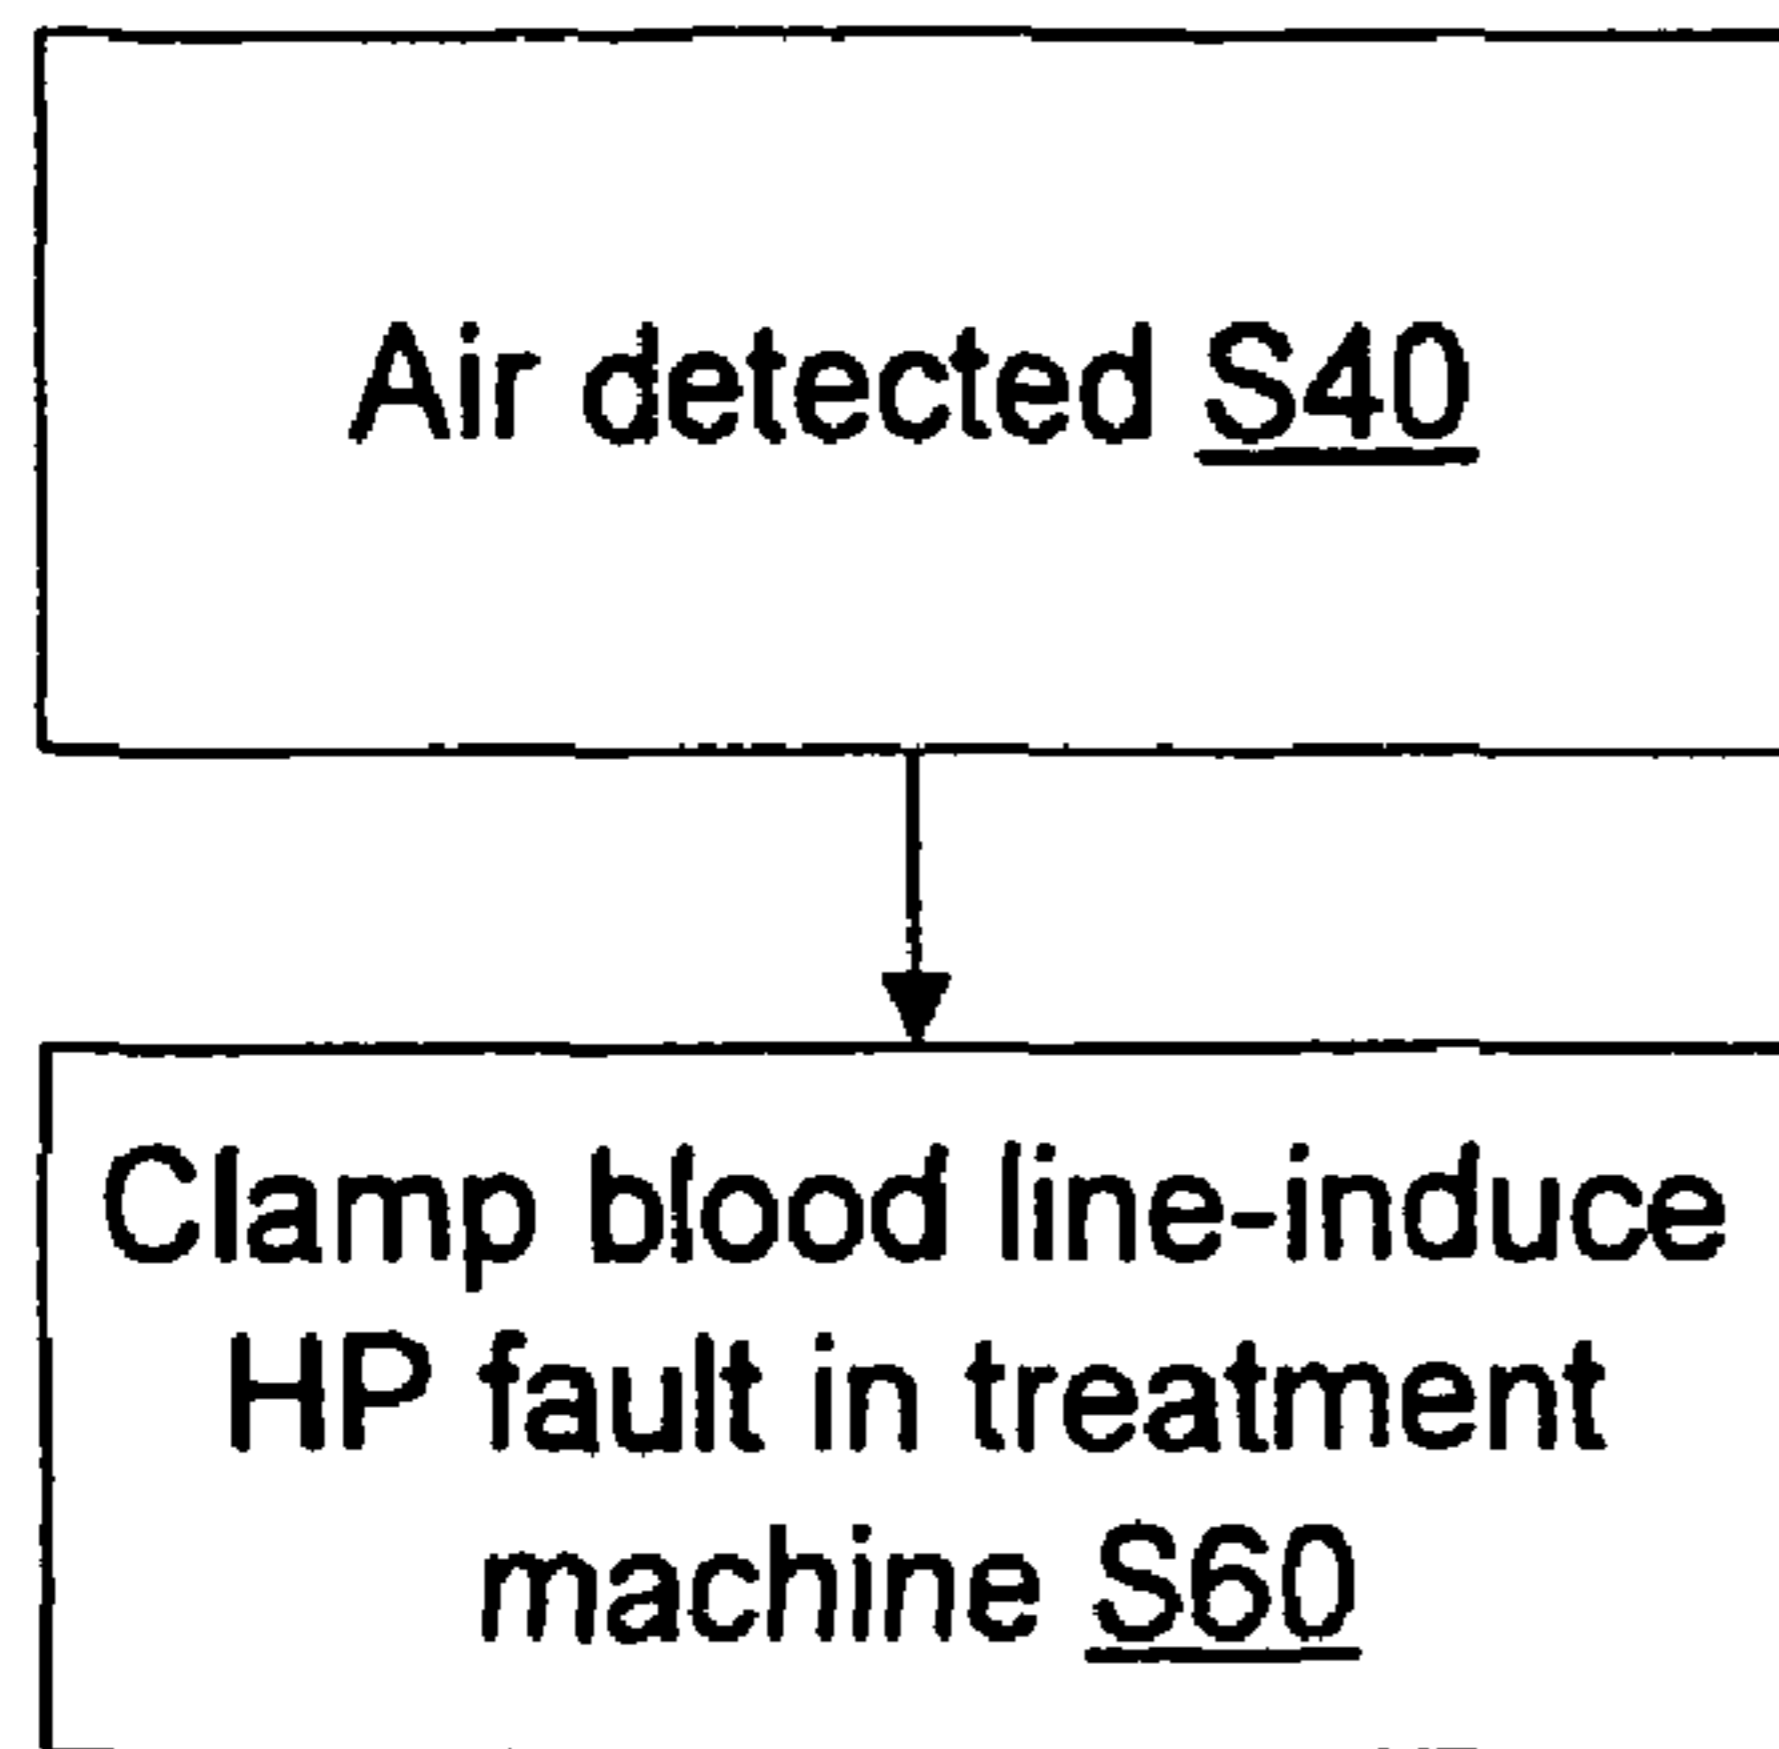 Air detected S40
Clamp blood line-induce
HP fault in treatment
machine S60